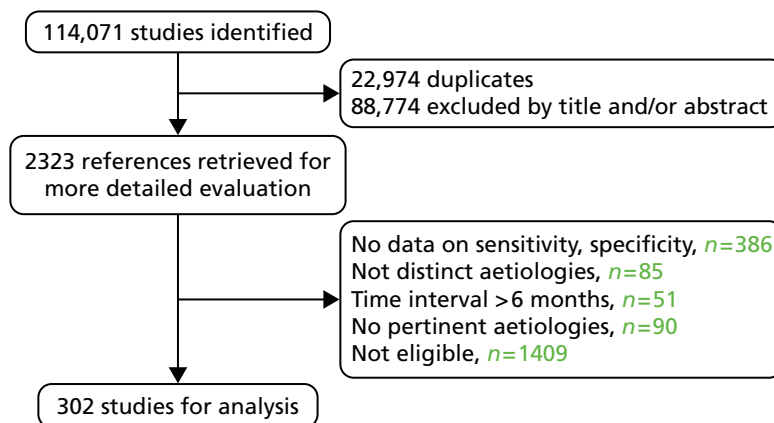 114,071 studies identified
22,974 duplicates
88,774 excluded by title and/or abstract
2323 references retrieved for
more detailed evaluation
No data on sensitivity, specificity, n=386
Not distinct aetiologies, n=85
Time interval >6 months, n=51
No pertinent aetiologies, n=90
Not eligible, n=1409
302 studies for analysis